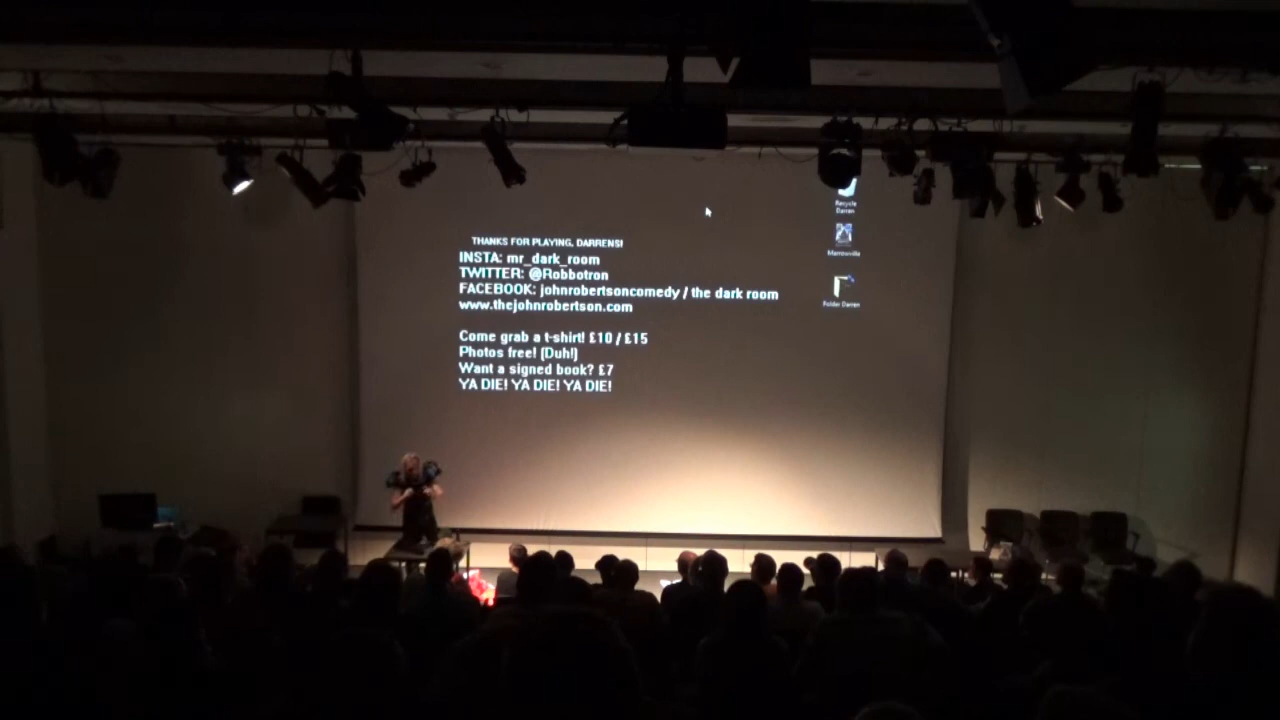 THANKS FOR PLAYING, DARRENS!
INSTA: mr_dark_room
TWITTER: @Robbotron
FACEBOOK: johnrobertsoncomedy / the dark room
www.thejohnrobertson.com
Come grab a t-shirt! £10 / £15
Photos free! (Duh!)
Want a signed book? £7
YA DIE! YA DIE! YA DIE!
Recycle
Darren
Marrowville
Folder Darren